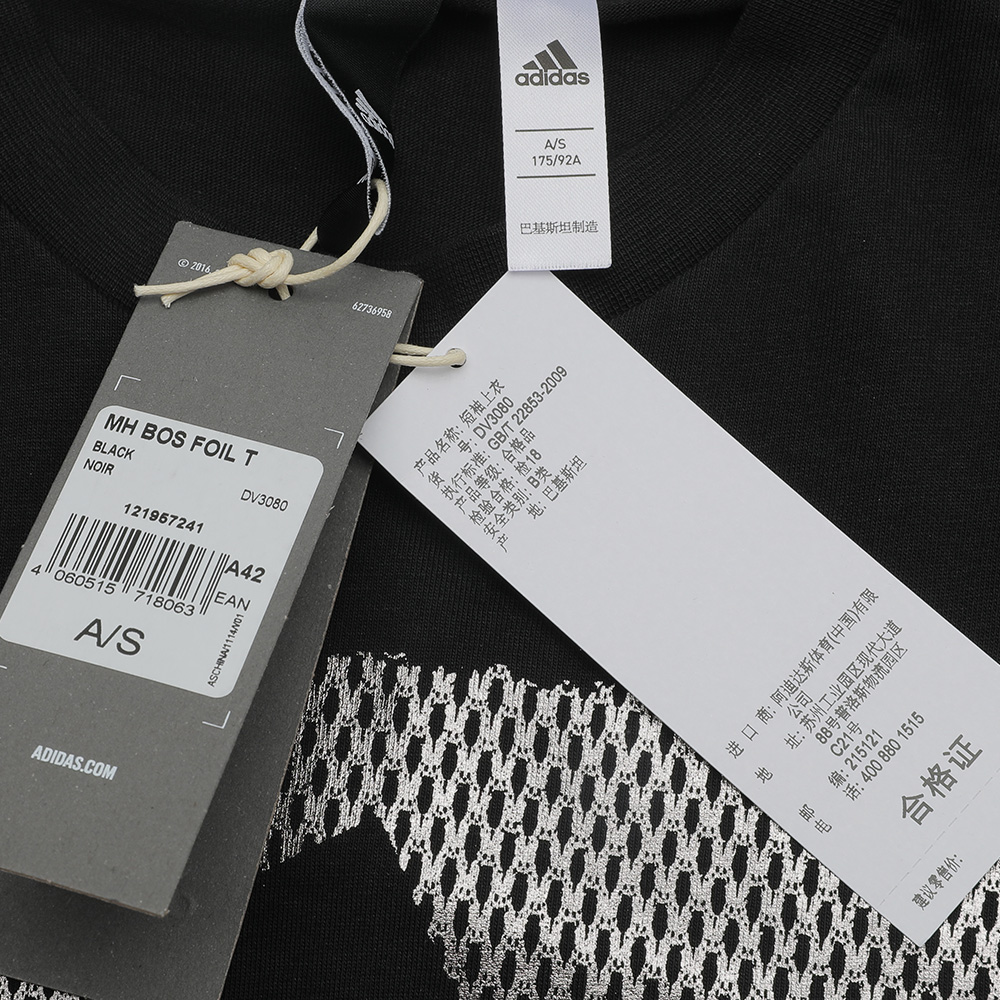 adidas
A/S
175/92A
巴基斯坦制造
© 2016
62736958
MH BOS FOIL T
BLACK
NOIR
DV3080
121957241
A42
4 060515 718063
EAN
A/S
ASCHINA/1114/V01
ADIDAS.COM
产品名称: 短袖上衣
货 号: DV3080
执行标准: GB/T 22853-2009
产品等级: 合格品
检验合格: 检18
安全类别: B类
产 地: 巴基斯坦
进 口 商: 阿迪达斯体育(中国)有限
公司
地 址: 苏州工业园区现代大道
88号普洛斯物流园区
C21号
邮 编: 215121
电 话: 400 880 1515
合格证
建议零售价: